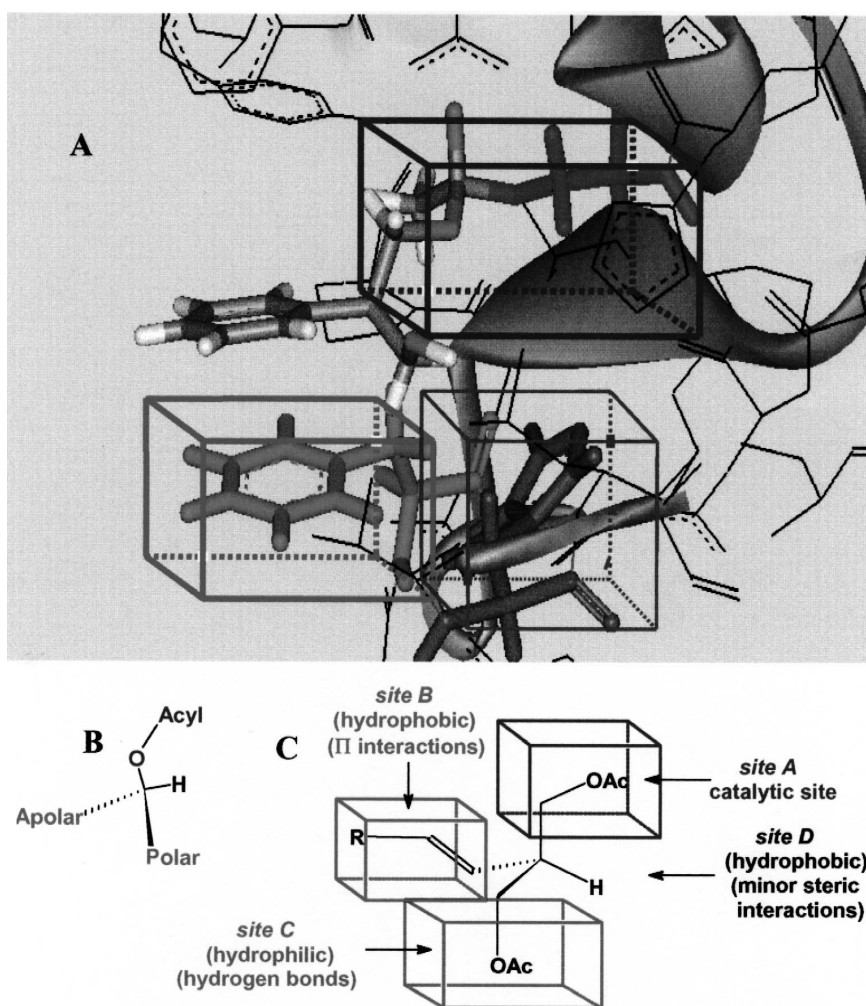 A
B
Acyl
O
H
Apolar
Polar
C
site B
(hydrophobic)
(Π interactions)
OAc
site A
catalytic site
R
H
site D
(hydrophobic)
(minor steric
interactions)
site C
(hydrophilic)
(hydrogen bonds)
OAc